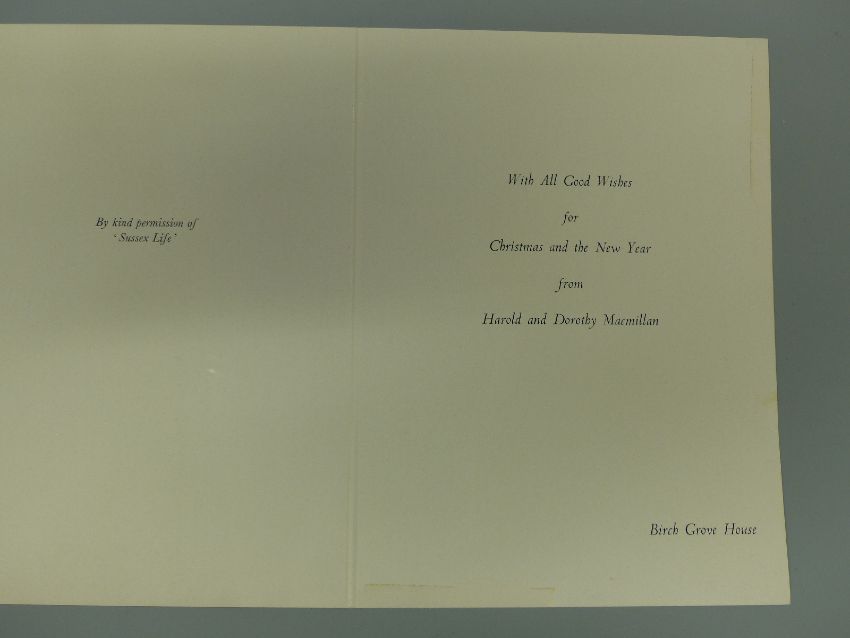 By kind permission of
‘Sussex Life’
With All Good Wishes
for
Christmas and the New Year
from
Harold and Dorothy Macmillan
Birch Grove House